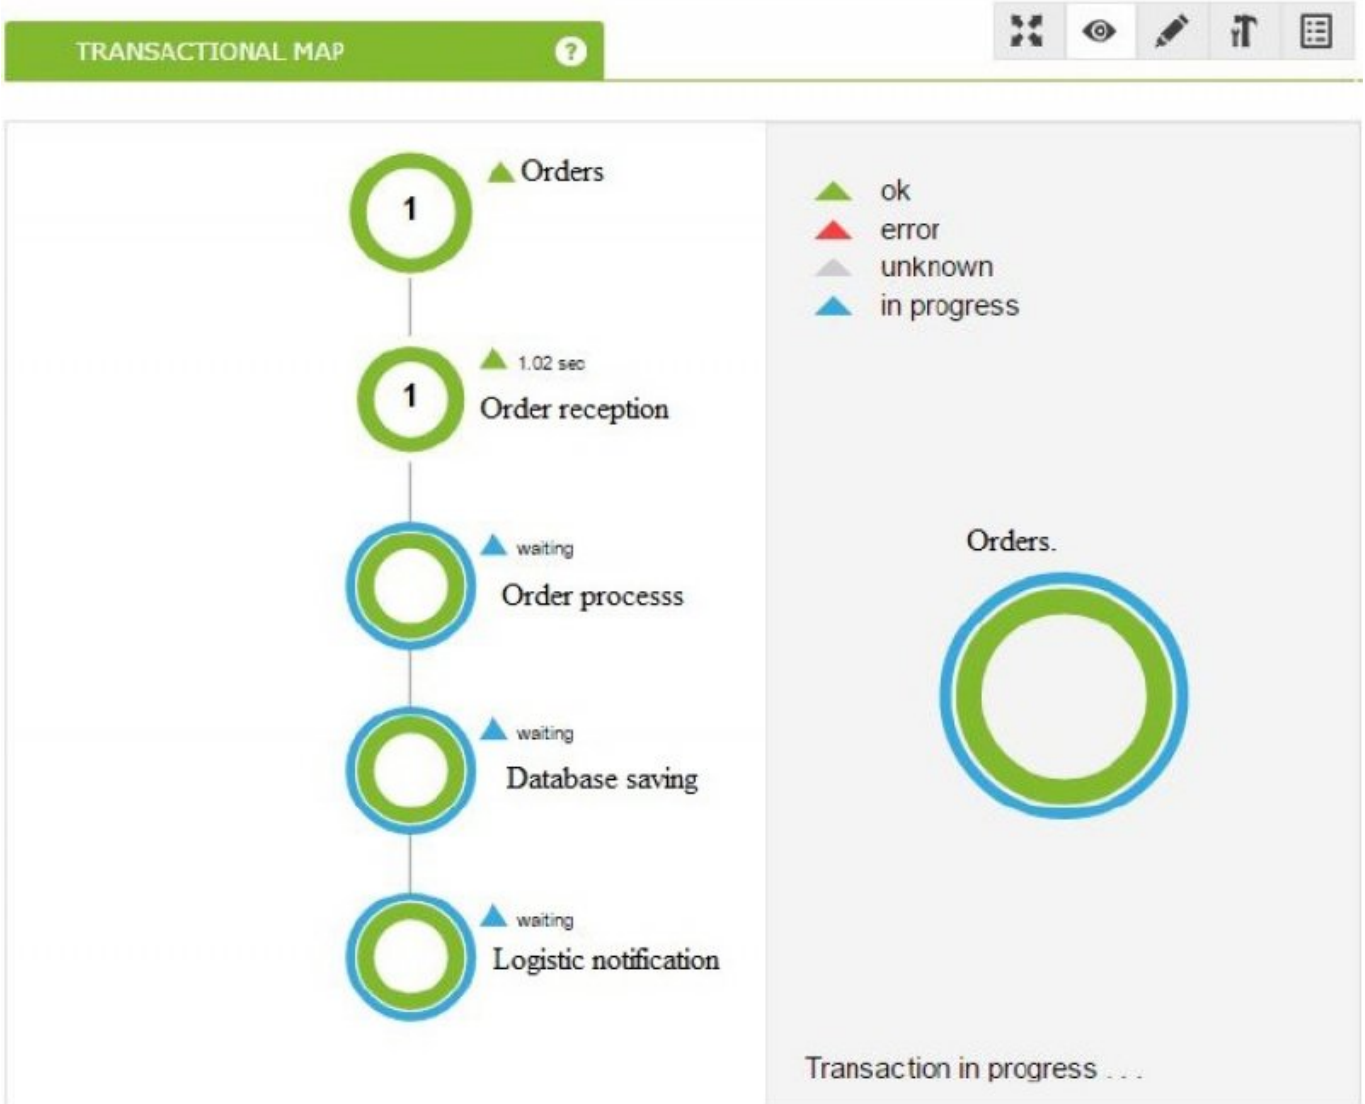 TRANSACTIONAL MAP
?
1
Orders
1
1.02 sec
Order reception
waiting
Order processs
waiting
Database saving
waiting
Logistic notification
ok
error
unknown
in progress
Orders.
Transaction in progress . . .